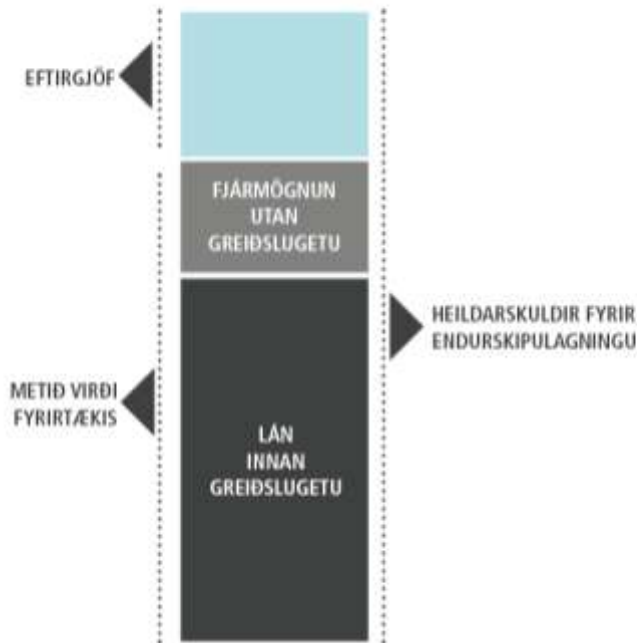 EFTIRGJÖF
FJÁRMÖGNUN
UTAN
GREIÐSLUGETU
HEILDARSKULDIR FYRIR
ENDURSKIPULAGNINGU
METIÐ VIRÐI
FYRIRTÆKIS
LÁN
INNAN
GREIÐSLUGETU